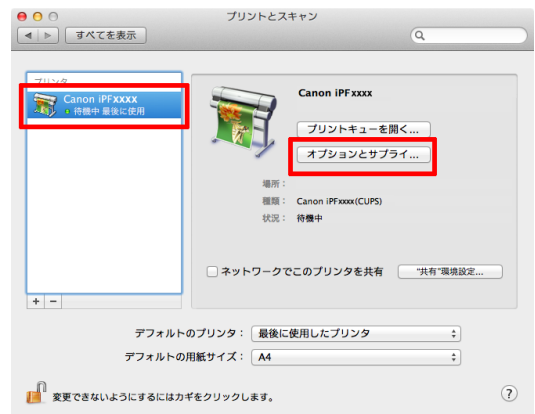 プリントとスキャン
すべてを表示
プリンタ
Canon iPFxxxx
待機中 最後に使用
Canon iPFxxxx
プリントキューを開く...
オプションとサプライ...
場所：
種類： Canon iPFxxxx(CUPS)
状況： 待機中
ネットワークでこのプリンタを共有 "共有"環境設定...
+ −
デフォルトのプリンタ： 最後に使用したプリンタ
デフォルトの用紙サイズ： A4
変更できないようにするにはカギをクリックします。 ?